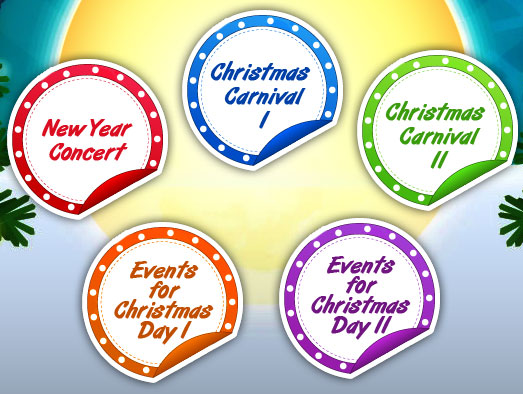 New Year
Concert
Christmas
Carnival
I
Christmas
Carnival
II
Events
for
Christmas
Day I
Events
for
Christmas
Day II